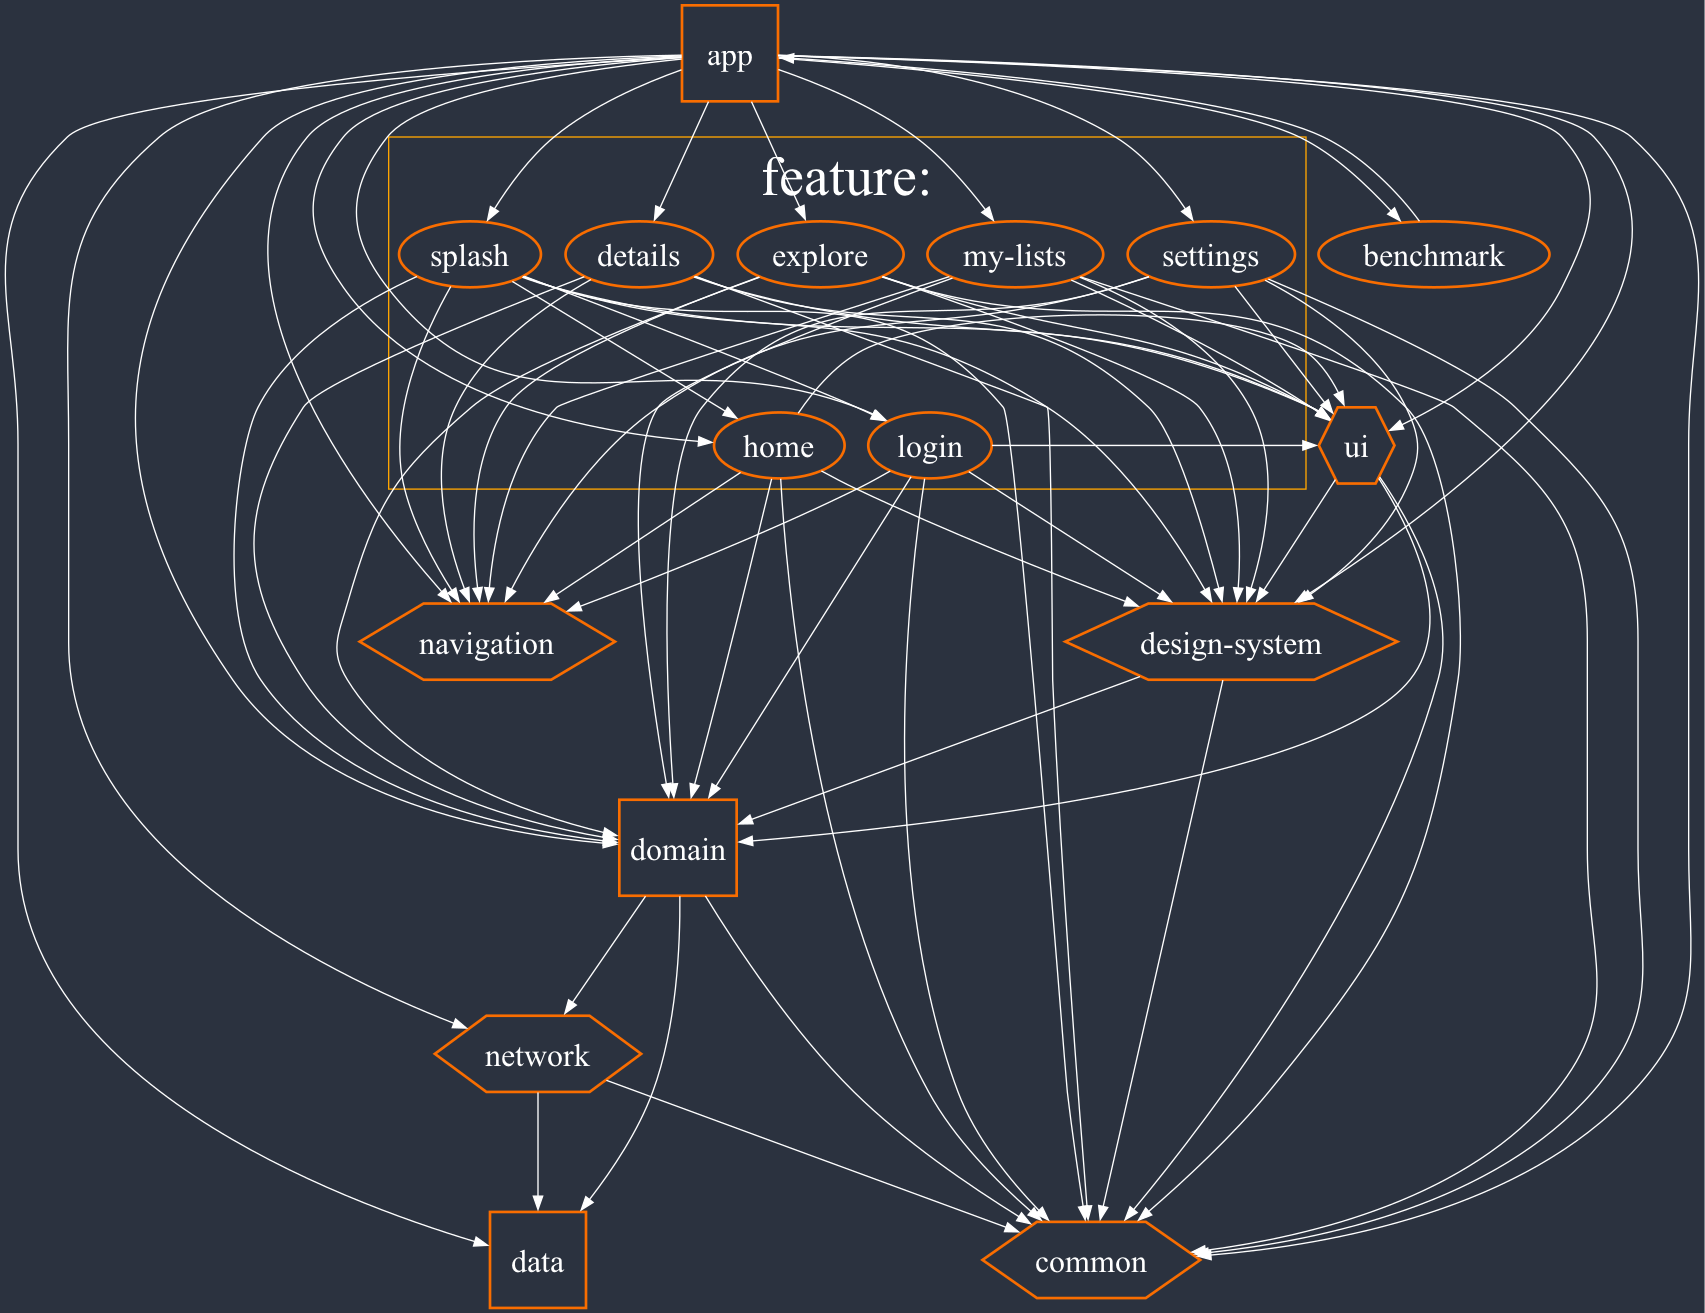 app
feature:
splash
details
explore
my-lists
settings
benchmark
home
login
ui
navigation
design-system
domain
network
data
common